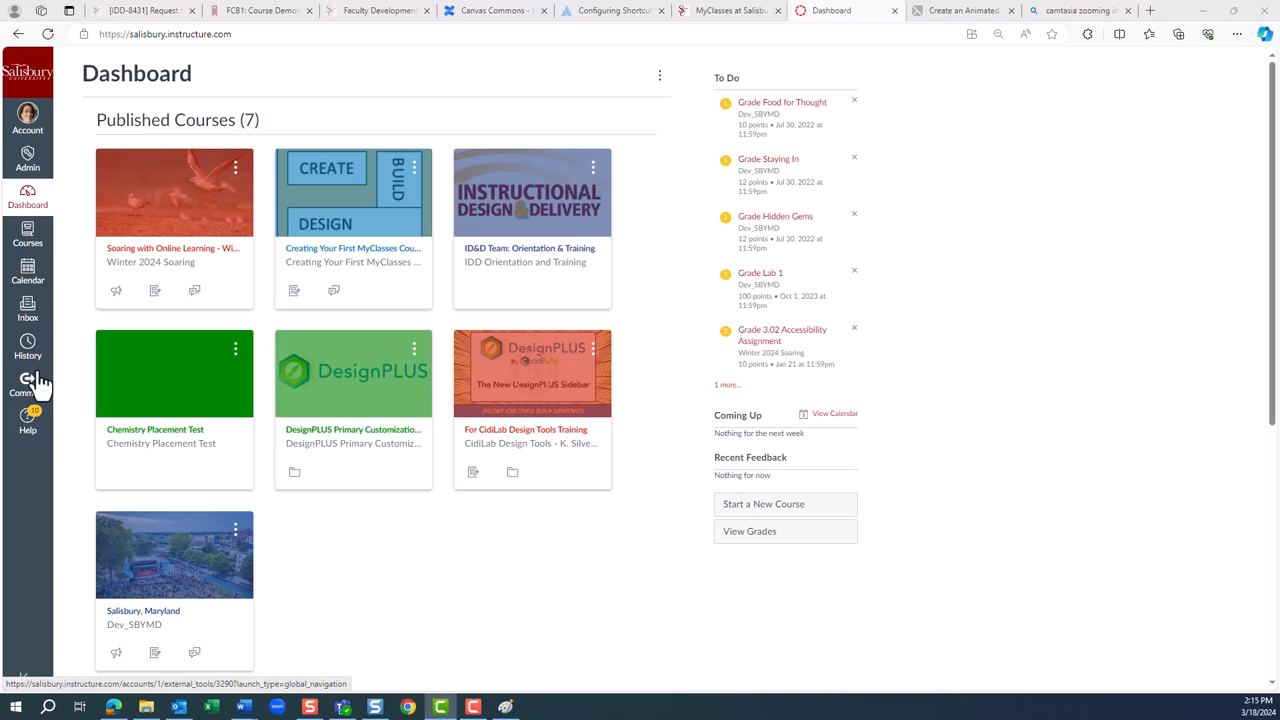 [IDD-8431] Request
FCB1: Course Demor
Faculty Development
Canvas Commons -
Configuring Shortcut
MyClasses at Salisbu
Dashboard
Create an Animated
camtasia zooming in
https://salisbury.instructure.com
Salisbury
UNIVERSITY
Account
Admin
Dashboard
Courses
Calendar
Inbox
History
10
Help
Dashboard
Published Courses (7)
Soaring with Online Learning - Wi...
Winter 2024 Soaring
CREATE
BUILD
DESIGN
Creating Your First MyClasses Cou...
Creating Your First MyClasses ...
INSTRUCTIONAL
DESIGN & DELIVERY
ID&D Team: Orientation & Training
IDD Orientation and Training
Chemistry Placement Test
Chemistry Placement Test
DesignPLUS
DesignPLUS Primary Customizatio...
DesignPLUS Primary Customiz...
DesignPLUS
The New DesignPLUS Sidebar
DISCOVER YOUR COURSE DESIGN SUPERPOWERS
For CidiLab Design Tools Training
CidiLab Design Tools - K. Silve...
Salisbury, Maryland
Dev_SBYMD
To Do
Grade Food for Thought
Dev_SBYMD
10 points • Jul 30, 2022 at
11:59pm
Grade Staying In
Dev_SBYMD
12 points • Jul 30, 2022 at
11:59pm
Grade Hidden Gems
Dev_SBYMD
12 points • Jul 30, 2022 at
11:59pm
Grade Lab 1
Dev_SBYMD
100 points • Oct 1, 2023 at
11:59pm
Grade 3.02 Accessibility
Assignment
Winter 2024 Soaring
10 points • Jan 21 at 11:59pm
1 more...
Coming Up
View Calendar
Nothing for the next week
Recent Feedback
Nothing for now
Start a New Course
View Grades
https://salisbury.instructure.com/accounts/1/external_tools/3290?launch_type=global_navigation
2:15 PM
3/18/2024